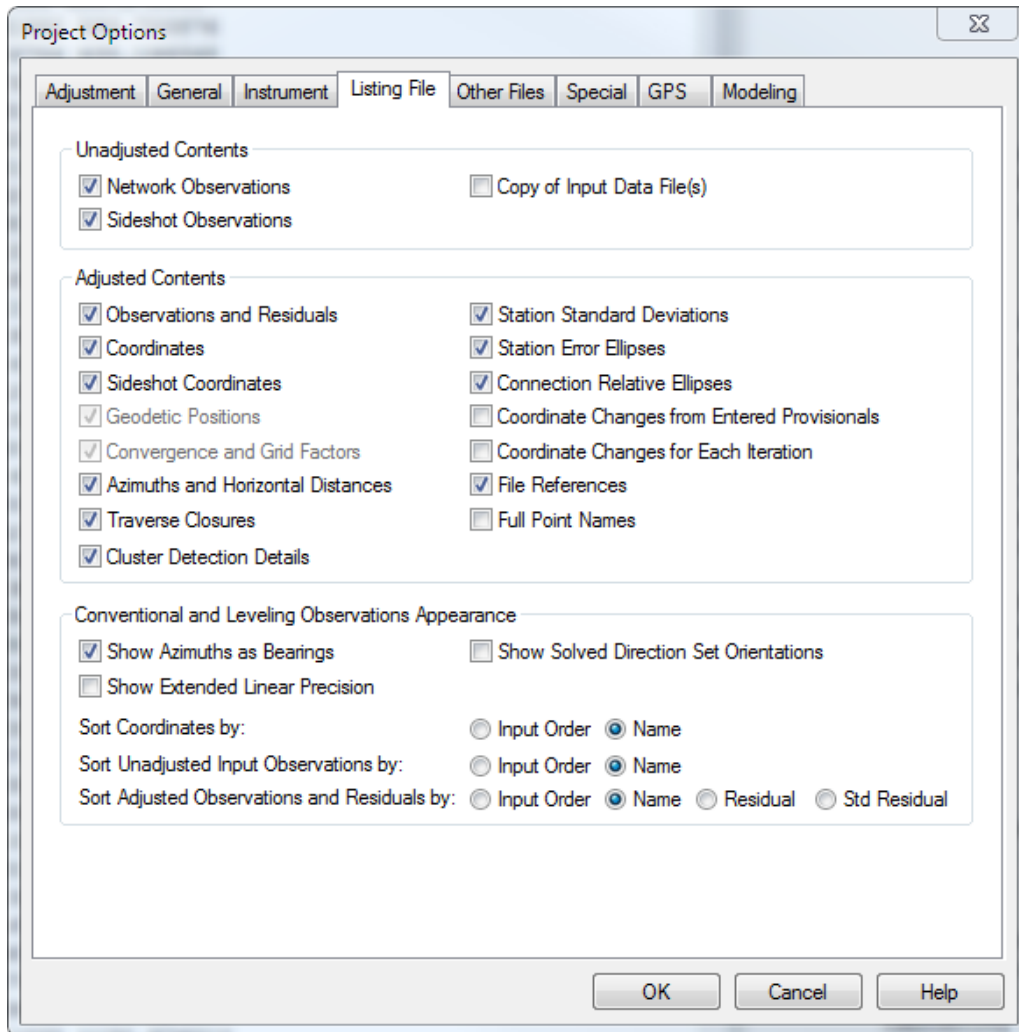 Project Options
Adjustment General Instrument Listing File Other Files Special GPS Modeling
Unadjusted Contents
Network Observations Copy of Input Data File(s)
Sideshot Observations
Adjusted Contents
Observations and Residuals Station Standard Deviations
Coordinates Station Error Ellipses
Sideshot Coordinates Connection Relative Ellipses
Geodetic Positions Coordinate Changes from Entered Provisionals
Convergence and Grid Factors Coordinate Changes for Each Iteration
Azimuths and Horizontal Distances File References
Traverse Closures Full Point Names
Cluster Detection Details
Conventional and Leveling Observations Appearance
Show Azimuths as Bearings Show Solved Direction Set Orientations
Show Extended Linear Precision
Sort Coordinates by: Input Order Name
Sort Unadjusted Input Observations by: Input Order Name
Sort Adjusted Observations and Residuals by: Input Order Name Residual Std Residual
OK Cancel Help